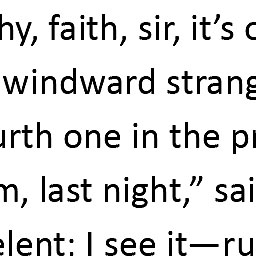 hy, faith, sir, it’s
windward strang
urth one in the pr
m, last night,” sai
elent: I see it—ru